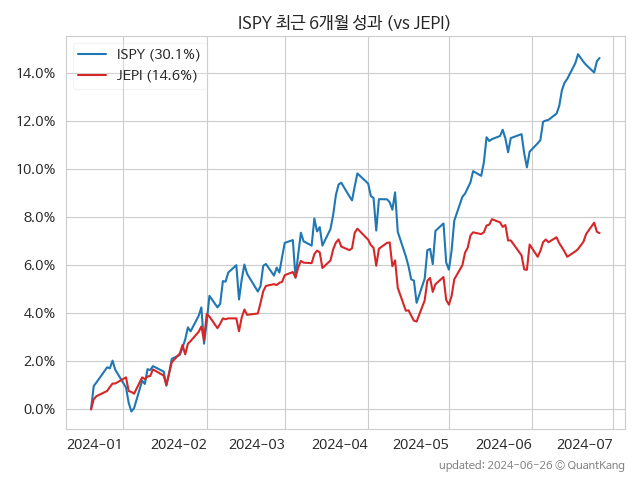 ISPY 최근 6개월 성과 (vs JEPI)
ISPY (30.1%)
JEPI (14.6%)
14.0%
12.0%
10.0%
8.0%
6.0%
4.0%
2.0%
0.0%
2024-01 2024-02 2024-03 2024-04 2024-05 2024-06 2024-07
updated: 2024-06-26 © QuantKang